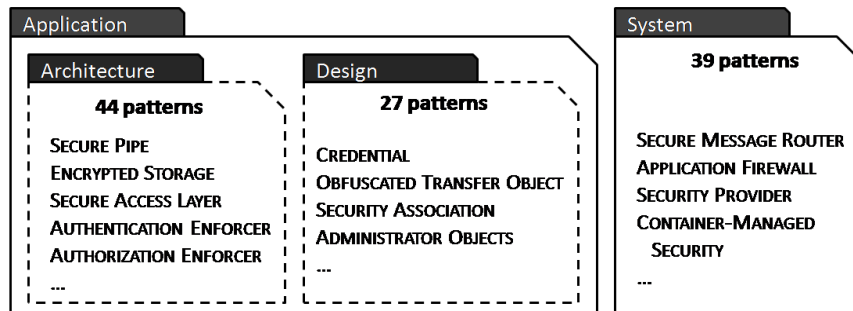 Application
Architecture
44 patterns
SECURE PIPE
ENCRYPTED STORAGE
SECURE ACCESS LAYER
AUTHENTICATION ENFORCER
AUTHORIZATION ENFORCER
...
Design
27 patterns
CREDENTIAL
OBFUSCATED TRANSFER OBJECT
SECURITY ASSOCIATION
ADMINISTRATOR OBJECTS
...
System
39 patterns
SECURE MESSAGE ROUTER
APPLICATION FIREWALL
SECURITY PROVIDER
CONTAINER-MANAGED
SECURITY
...